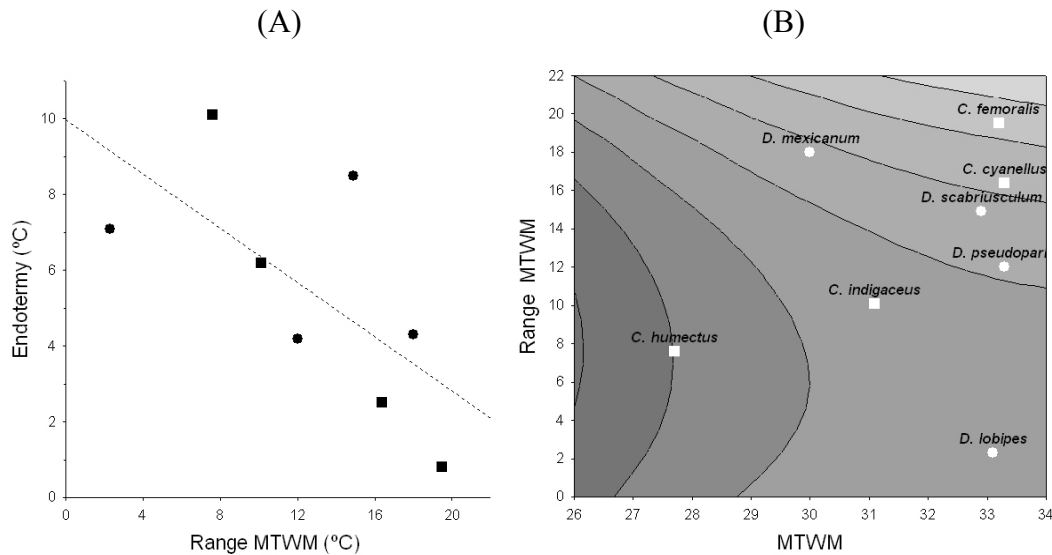 (A)
(B)
Endotermy (ºC)
10
8
6
4
2
0
0 4 8 12 16 20
Range MTWM (ºC)
Range MTWM
22
20
18
16
14
12
10
8
6
4
2
0
C. femoralis
D. mexicanum
C. cyanellus
D. scabriusculum
D. pseudopari
C. indigaceus
C. humectus
D. lobipes
26 27 28 29 30 31 32 33 34
MTWM